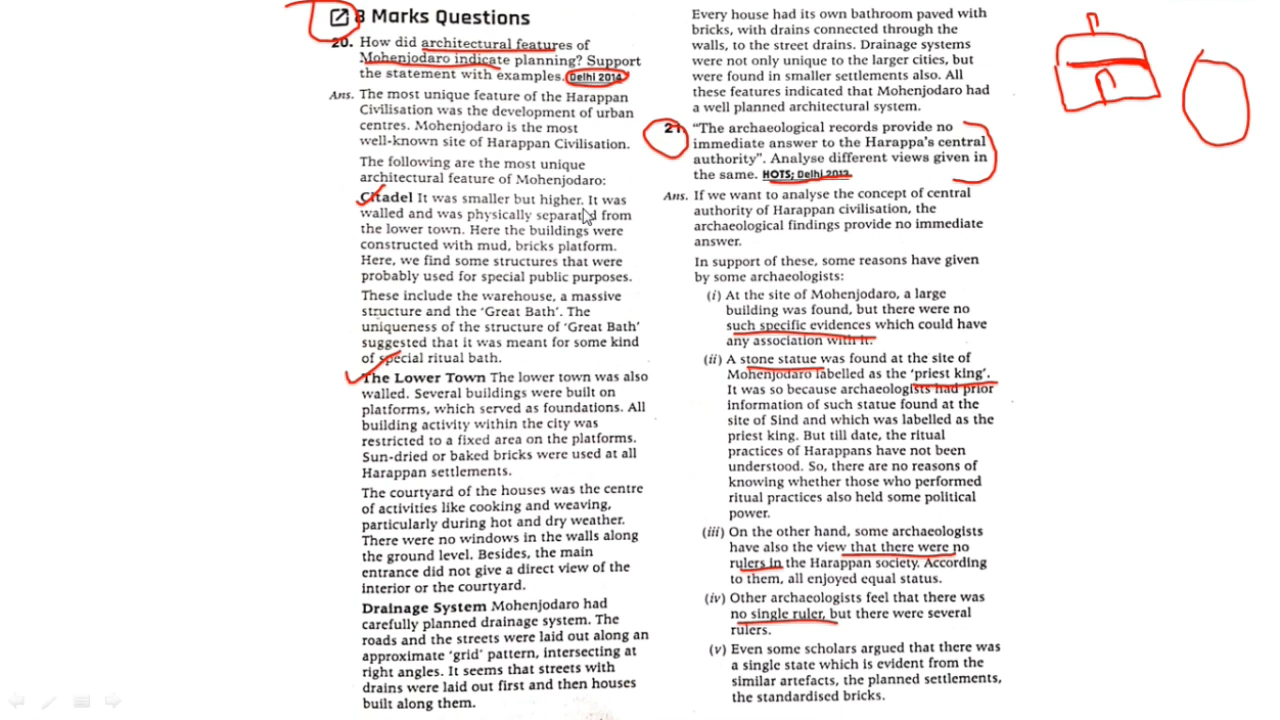 8 Marks Questions
20. How did architectural features of
Mohenjodaro indicate planning? Support
the statement with examples. Delhi 2014
Ans. The most unique feature of the Harappan
Civilisation was the development of urban
centres. Mohenjodaro is the most
well-known site of Harappan Civilisation.
The following are the most unique
architectural feature of Mohenjodaro:
Citadel It was smaller but higher. It was
walled and was physically separated from
the lower town. Here the buildings were
constructed with mud, bricks platform.
Here, we find some structures that were
probably used for special public purposes.
These include the warehouse, a massive
structure and the ‘Great Bath’. The
uniqueness of the structure of ‘Great Bath’
suggested that it was meant for some kind
of special ritual bath.
The Lower Town The lower town was also
walled. Several buildings were built on
platforms, which served as foundations. All
building activity within the city was
restricted to a fixed area on the platforms.
Sun-dried or baked bricks were used at all
Harappan settlements.
The courtyard of the houses was the centre
of activities like cooking and weaving,
particularly during hot and dry weather.
There were no windows in the walls along
the ground level. Besides, the main
entrance did not give a direct view of the
interior or the courtyard.
Drainage System Mohenjodaro had
carefully planned drainage system. The
roads and the streets were laid out along an
approximate ‘grid’ pattern, intersecting at
right angles. It seems that streets with
drains were laid out first and then houses
built along them.
Every house had its own bathroom paved with
bricks, with drains connected through the
walls, to the street drains. Drainage systems
were not only unique to the larger cities, but
were found in smaller settlements also. All
these features indicated that Mohenjodaro had
a well planned architectural system.
21. “The archaeological records provide no
immediate answer to the Harappa's central
authority”. Analyse different views given in
the same. HOTS; Delhi 2013
Ans. If we want to analyse the concept of central
authority of Harappan civilisation, the
archaeological findings provide no immediate
answer.
In support of these, some reasons have given
by some archaeologists:
(i) At the site of Mohenjodaro, a large
building was found, but there were no
such specific evidences which could have
any association with it.
(ii) A stone statue was found at the site of
Mohenjodaro labelled as the ‘priest king’.
It was so because archaeologists had prior
information of such statue found at the
site of Sind and which was labelled as the
priest king. But till date, the ritual
practices of Harappans have not been
understood. So, there are no reasons of
knowing whether those who performed
ritual practices also held some political
power.
(iii) On the other hand, some archaeologists
have also the view that there were no
rulers in the Harappan society. According
to them, all enjoyed equal status.
(iv) Other archaeologists feel that there was
no single ruler, but there were several
rulers.
(v) Even some scholars argued that there was
a single state which is evident from the
similar artefacts, the planned settlements,
the standardised bricks.